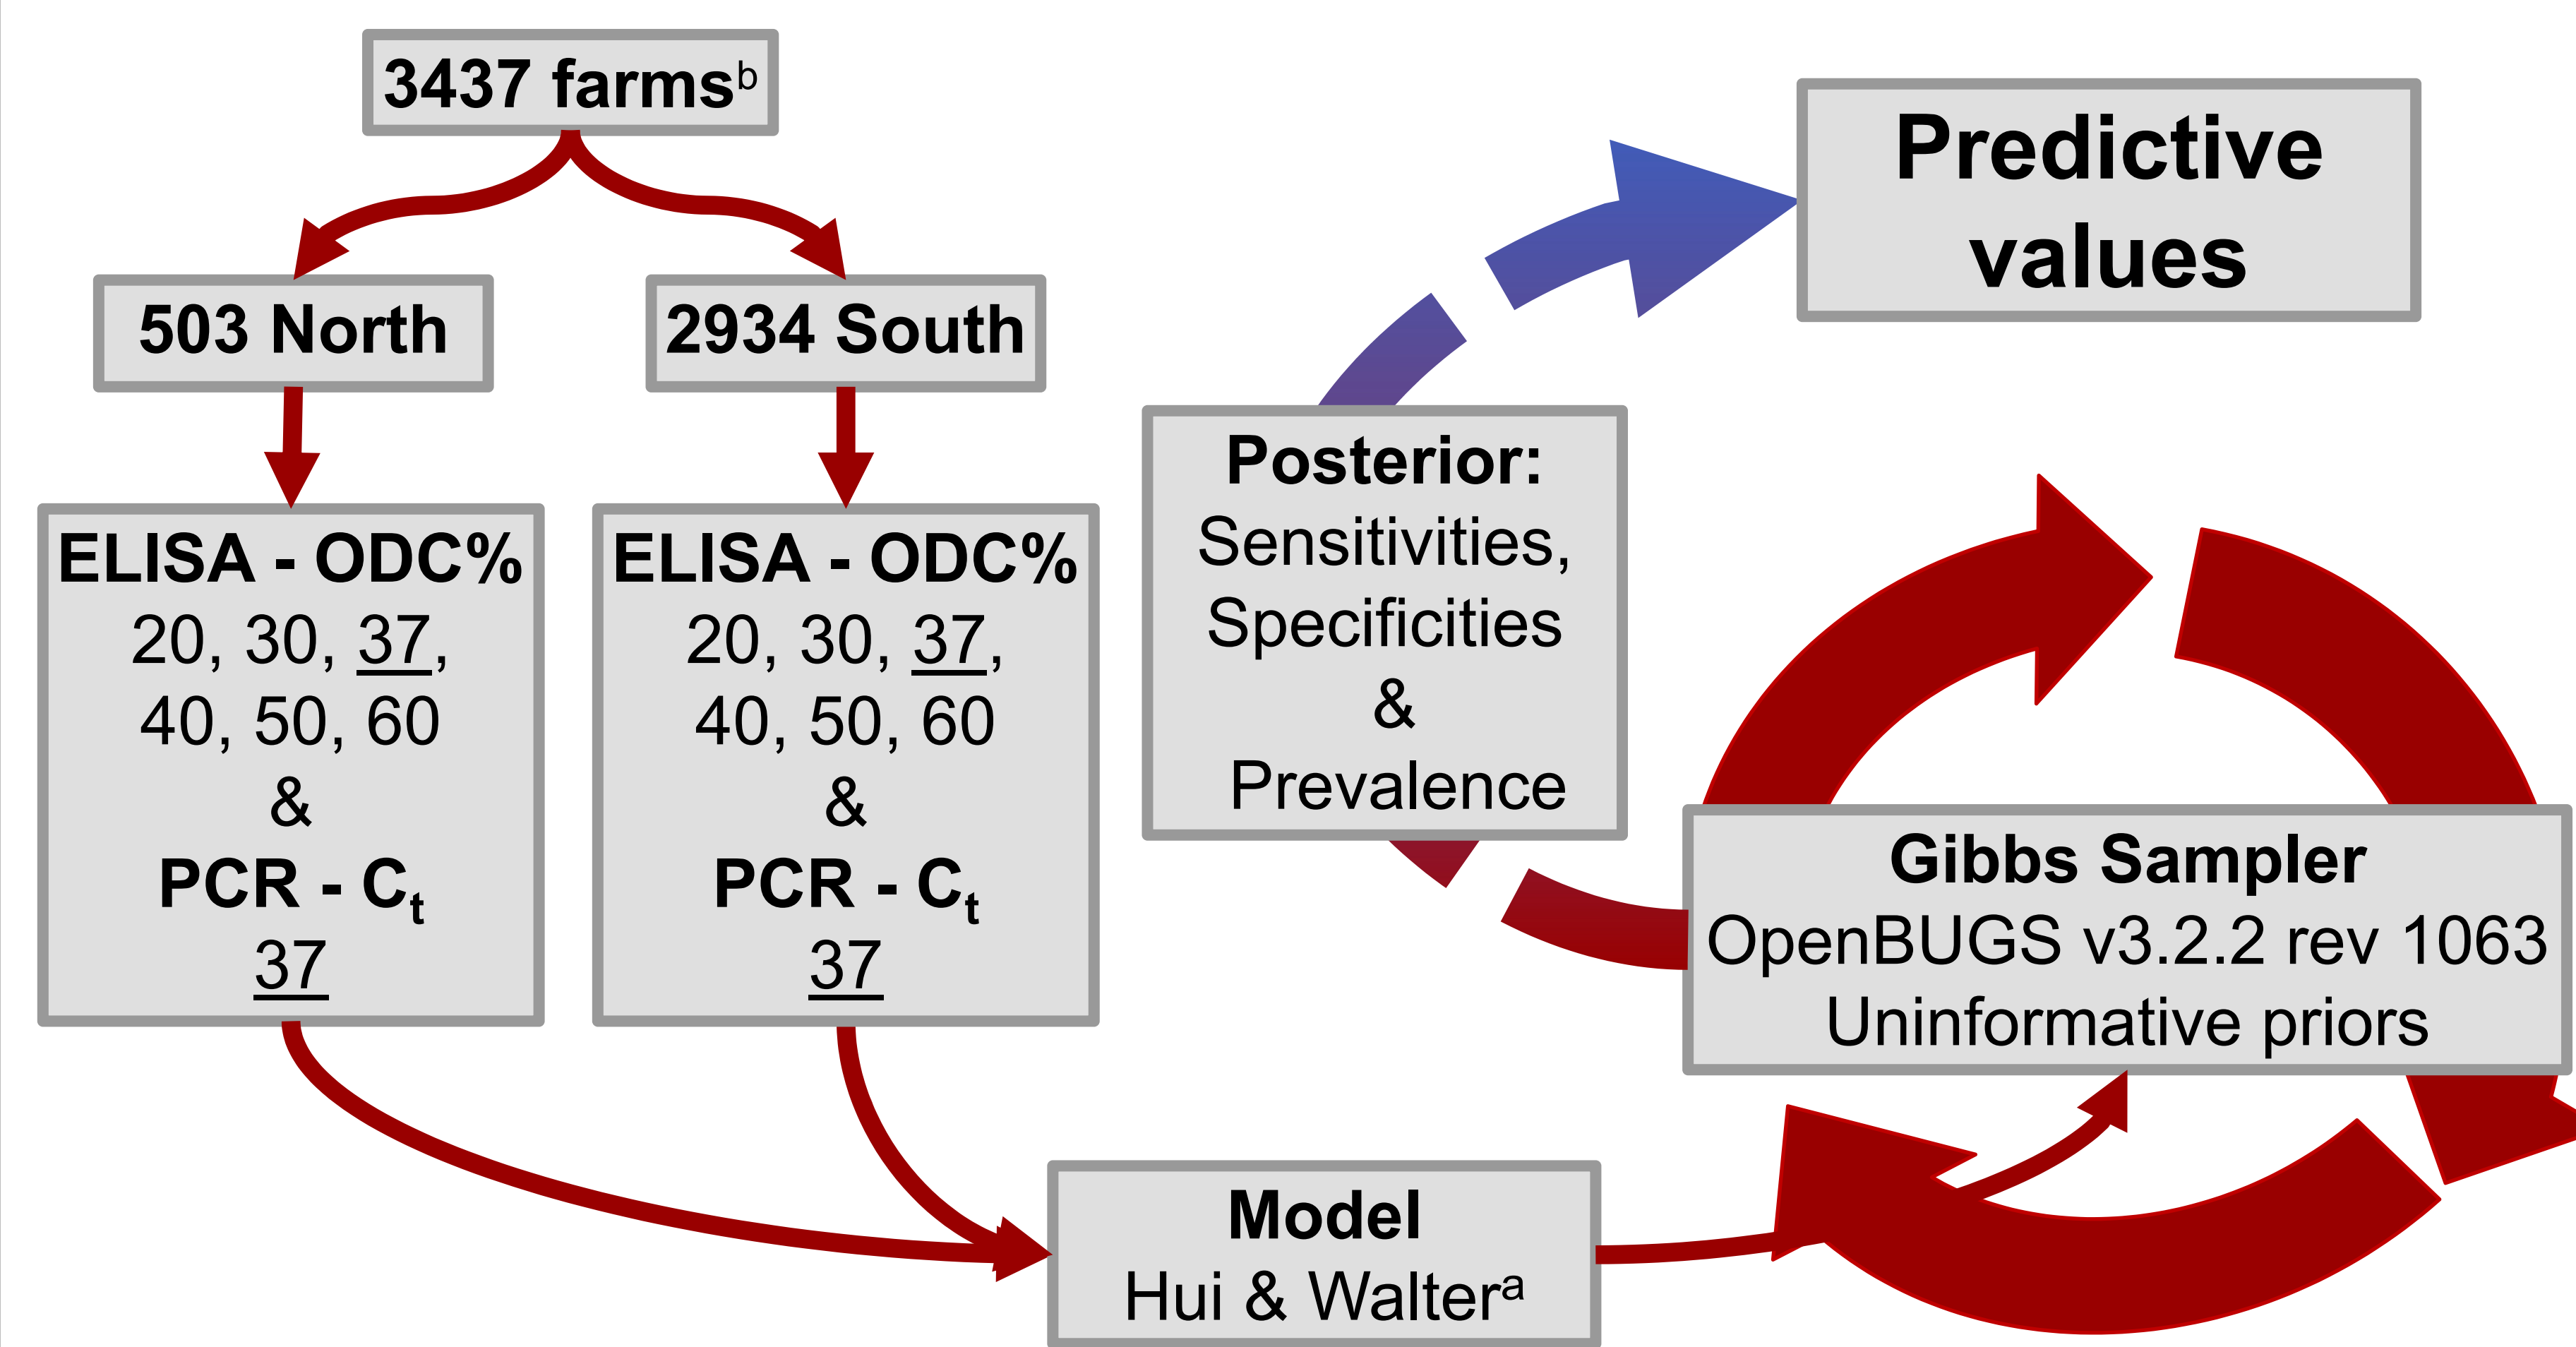 3437 farmsᵇ
503 North
2934 South
ELISA - ODC%
20, 30, 37,
40, 50, 60
&
PCR - Cₜ
37
ELISA - ODC%
20, 30, 37,
40, 50, 60
&
PCR - Cₜ
37
Model
Hui & Walterᵃ
Gibbs Sampler
OpenBUGS v3.2.2 rev 1063
Uninformative priors
Posterior:
Sensitivities,
Specificities
&
Prevalence
Predictive
values